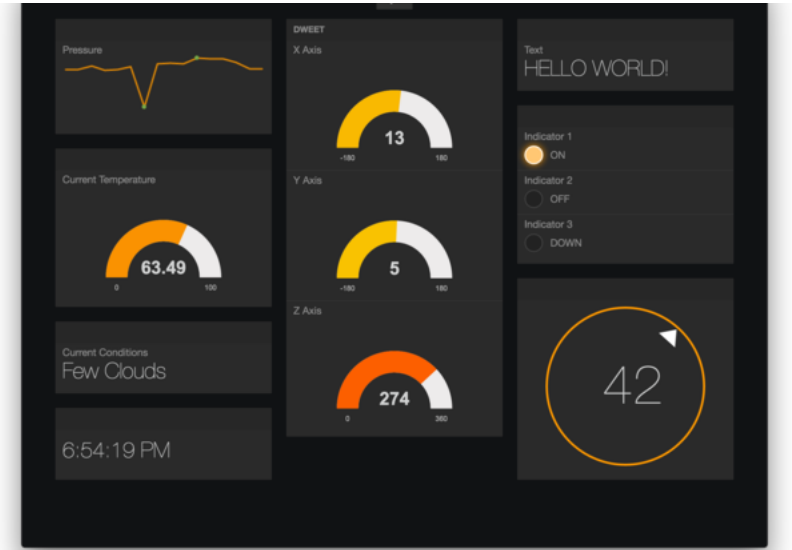 Pressure
Current Temperature
63.49
0 100
Current Conditions
Few Clouds
6:54:19 PM
DWEET
X Axis
13
-180 180
Y Axis
5
-180 180
Z Axis
274
0 360
Text
HELLO WORLD!
Indicator 1
ON
Indicator 2
OFF
Indicator 3
DOWN
42